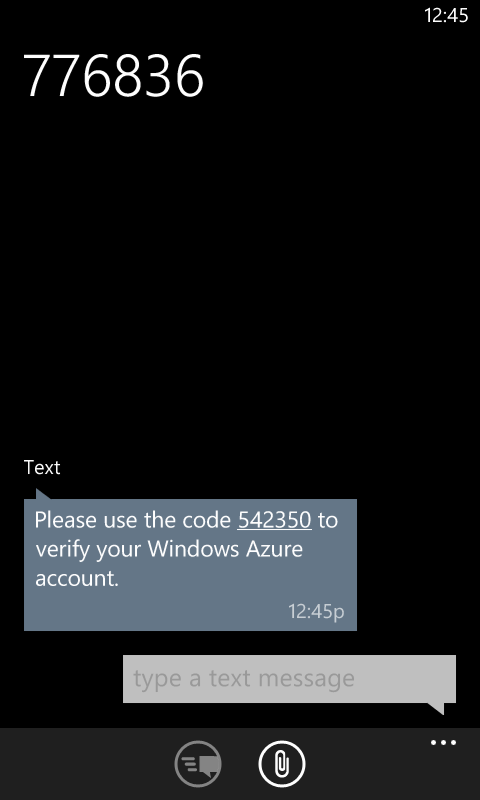 12:45
776836
Text
Please use the code 542350 to
verify your Windows Azure
account.
12:45p
type a text message